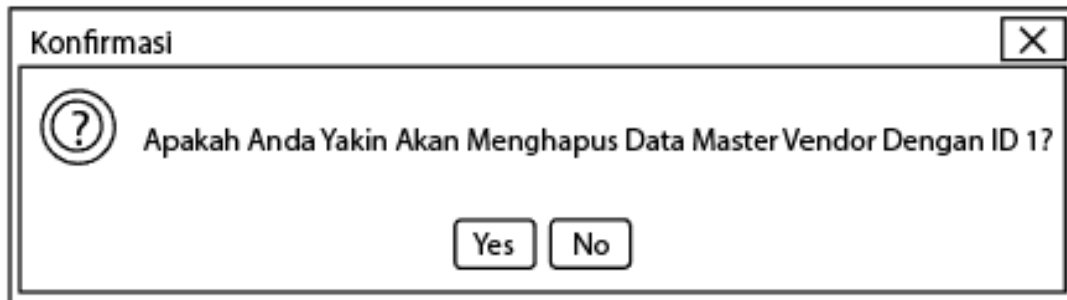 Konfirmasi
?
Apakah Anda Yakin Akan Menghapus Data Master Vendor Dengan ID 1?
Yes No